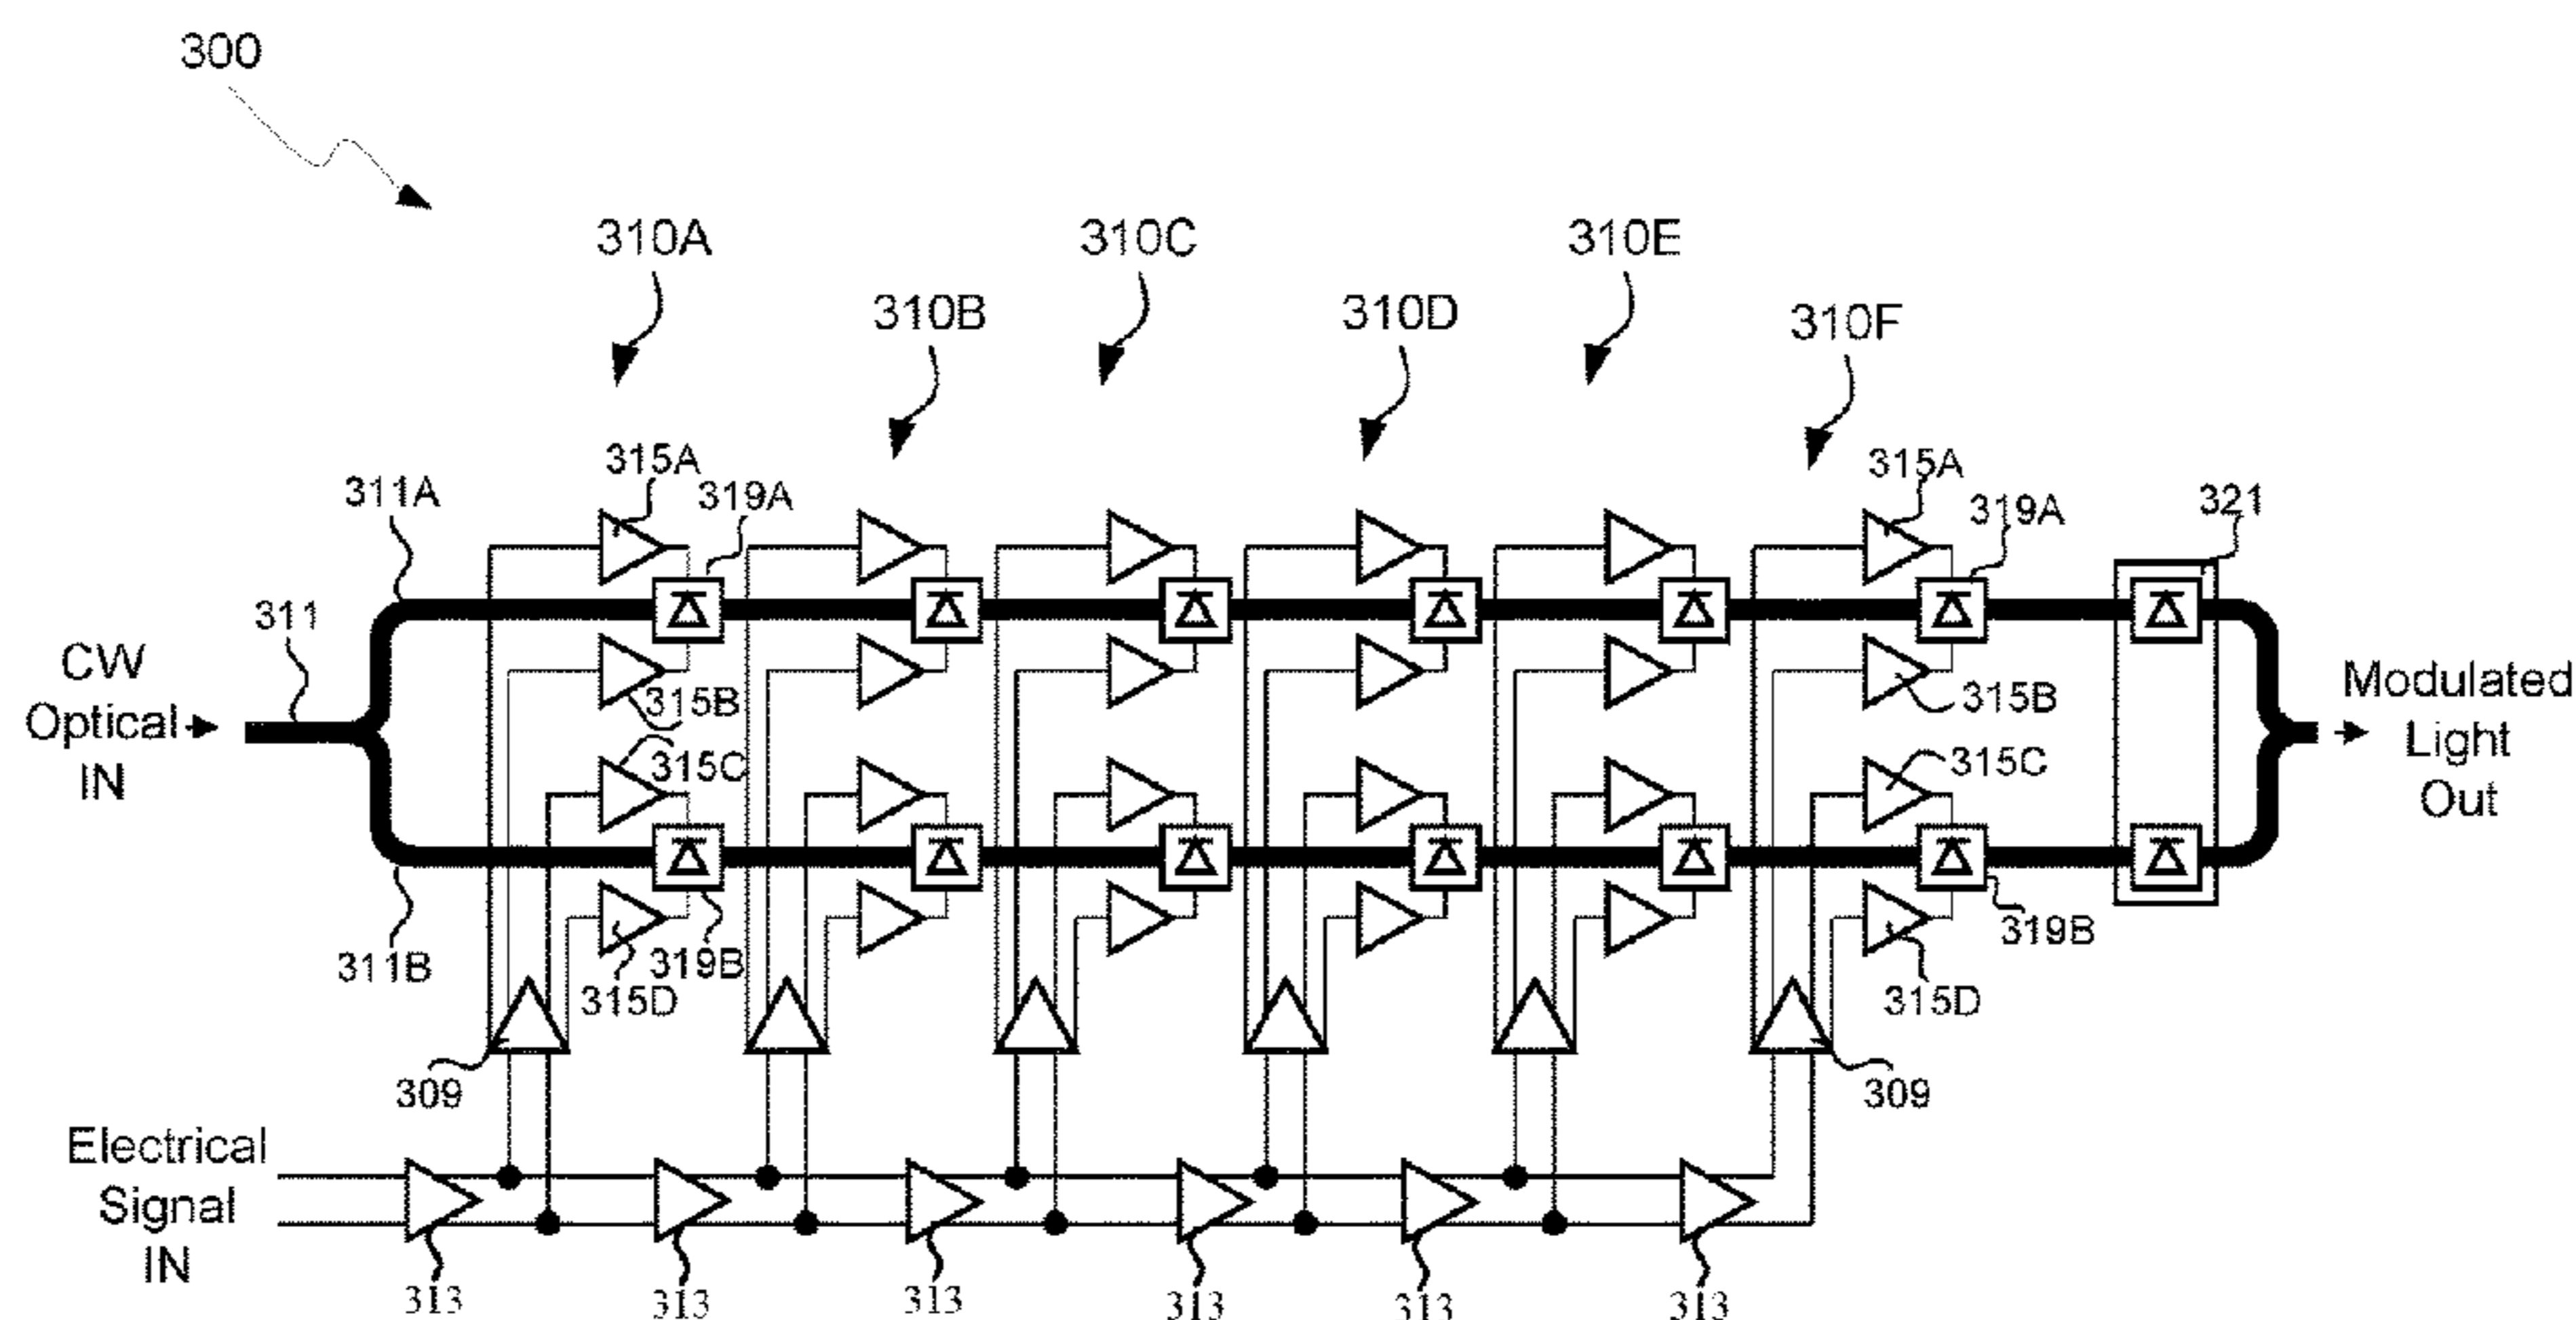 300
310A
310C
310E
310B
310D
310F
315A
319A
311A
315A
319A
321
311
CW
Optical
IN
315B
315C
315B
315C
Modulated
Light
Out
311B
315D
319B
319B
315D
309
309
Electrical
Signal
IN
313
313
313
313
313
313